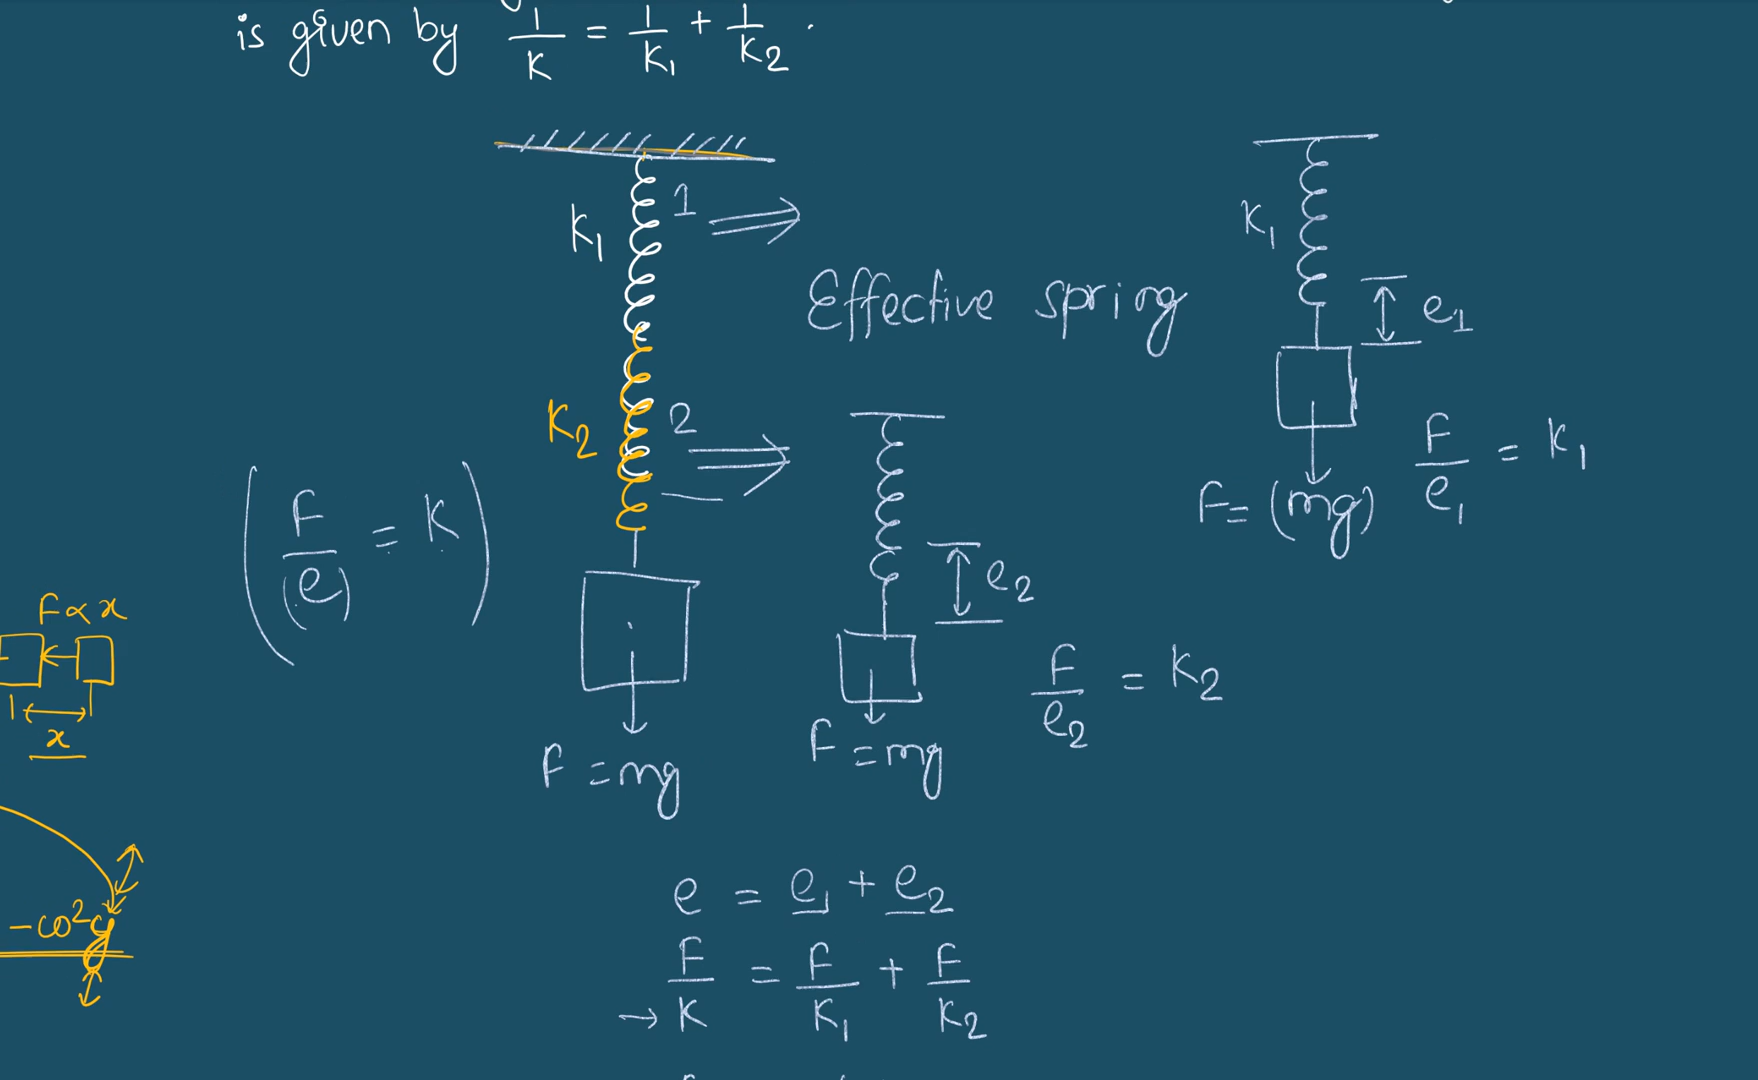 is given by 1/K = 1/K₁ + 1/K₂ .
K₁ 1 ⇒
Effective spring
K₂ 2 ⇒
(F/(e) = K)
F = mg
K₁
e₁
F = (mg)
F/e₁ = K₁
e₂
F = mg
F/e₂ = K₂
F ∝ x
x
e = e₁ + e₂
-ω²y
→ F/K = F/K₁ + F/K₂